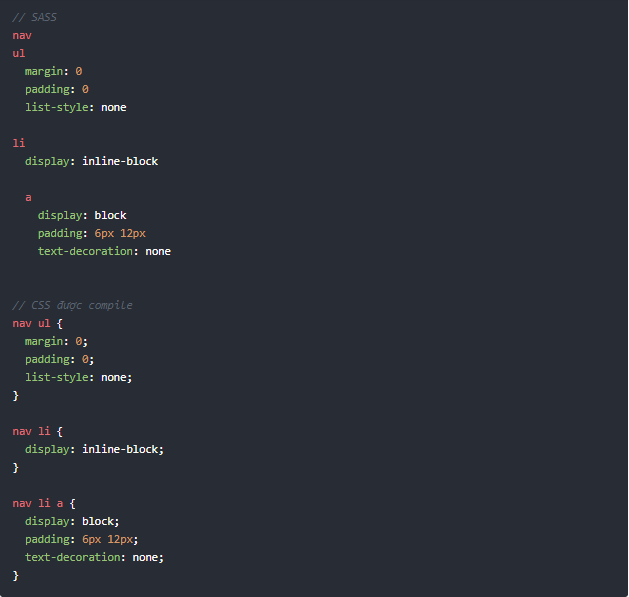 // SASS
nav
ul
  margin: 0
  padding: 0
  list-style: none

li
  display: inline-block

  a
    display: block
    padding: 6px 12px
    text-decoration: none


// CSS được compile
nav ul {
  margin: 0;
  padding: 0;
  list-style: none;
}

nav li {
  display: inline-block;
}

nav li a {
  display: block;
  padding: 6px 12px;
  text-decoration: none;
}